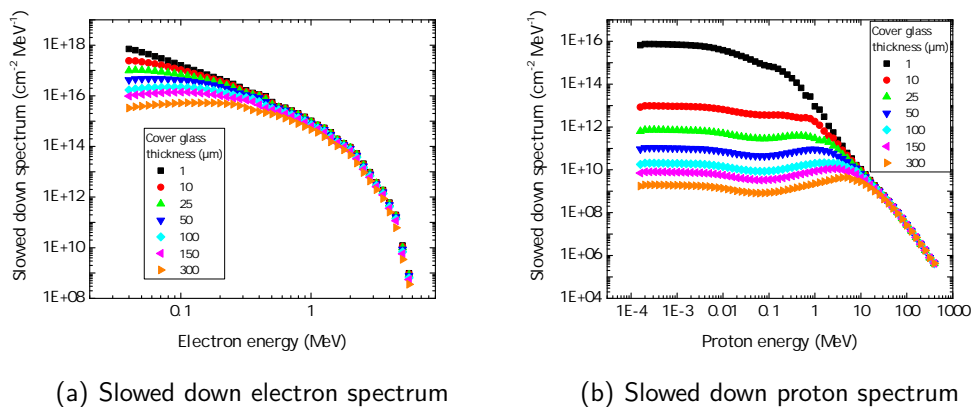 Slowed down spectrum (cm⁻² MeV⁻¹)
1E+18
1E+16
1E+14
1E+12
1E+10
1E+08
Cover glass
thickness (µm)
1
10
25
50
100
150
300
0.1
1
Electron energy (MeV)
(a) Slowed down electron spectrum
Slowed down spectrum (cm⁻² MeV⁻¹)
1E+16
1E+14
1E+12
1E+10
1E+08
1E+06
1E+04
Cover glass
thickness (µm)
1
10
25
50
100
150
300
1E-4
1E-3
0.01
0.1
1
10
100
1000
Proton energy (MeV)
(b) Slowed down proton spectrum